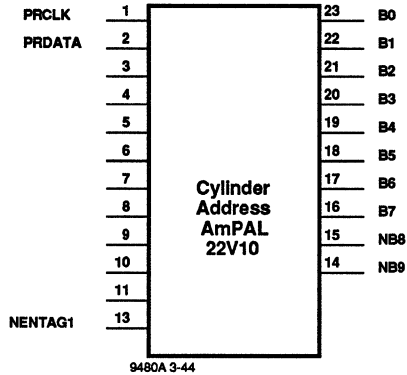 PRCLK 1 23 B0
PRDATA 2 22 B1
3 21 B2
4 20 B3
5 19 B4
6 18 B5
7 17 B6
8 16 B7
9 15 NB8
10 14 NB9
11
NENTAG1 13
Cylinder
Address
AmPAL
22V10
9480A 3-44